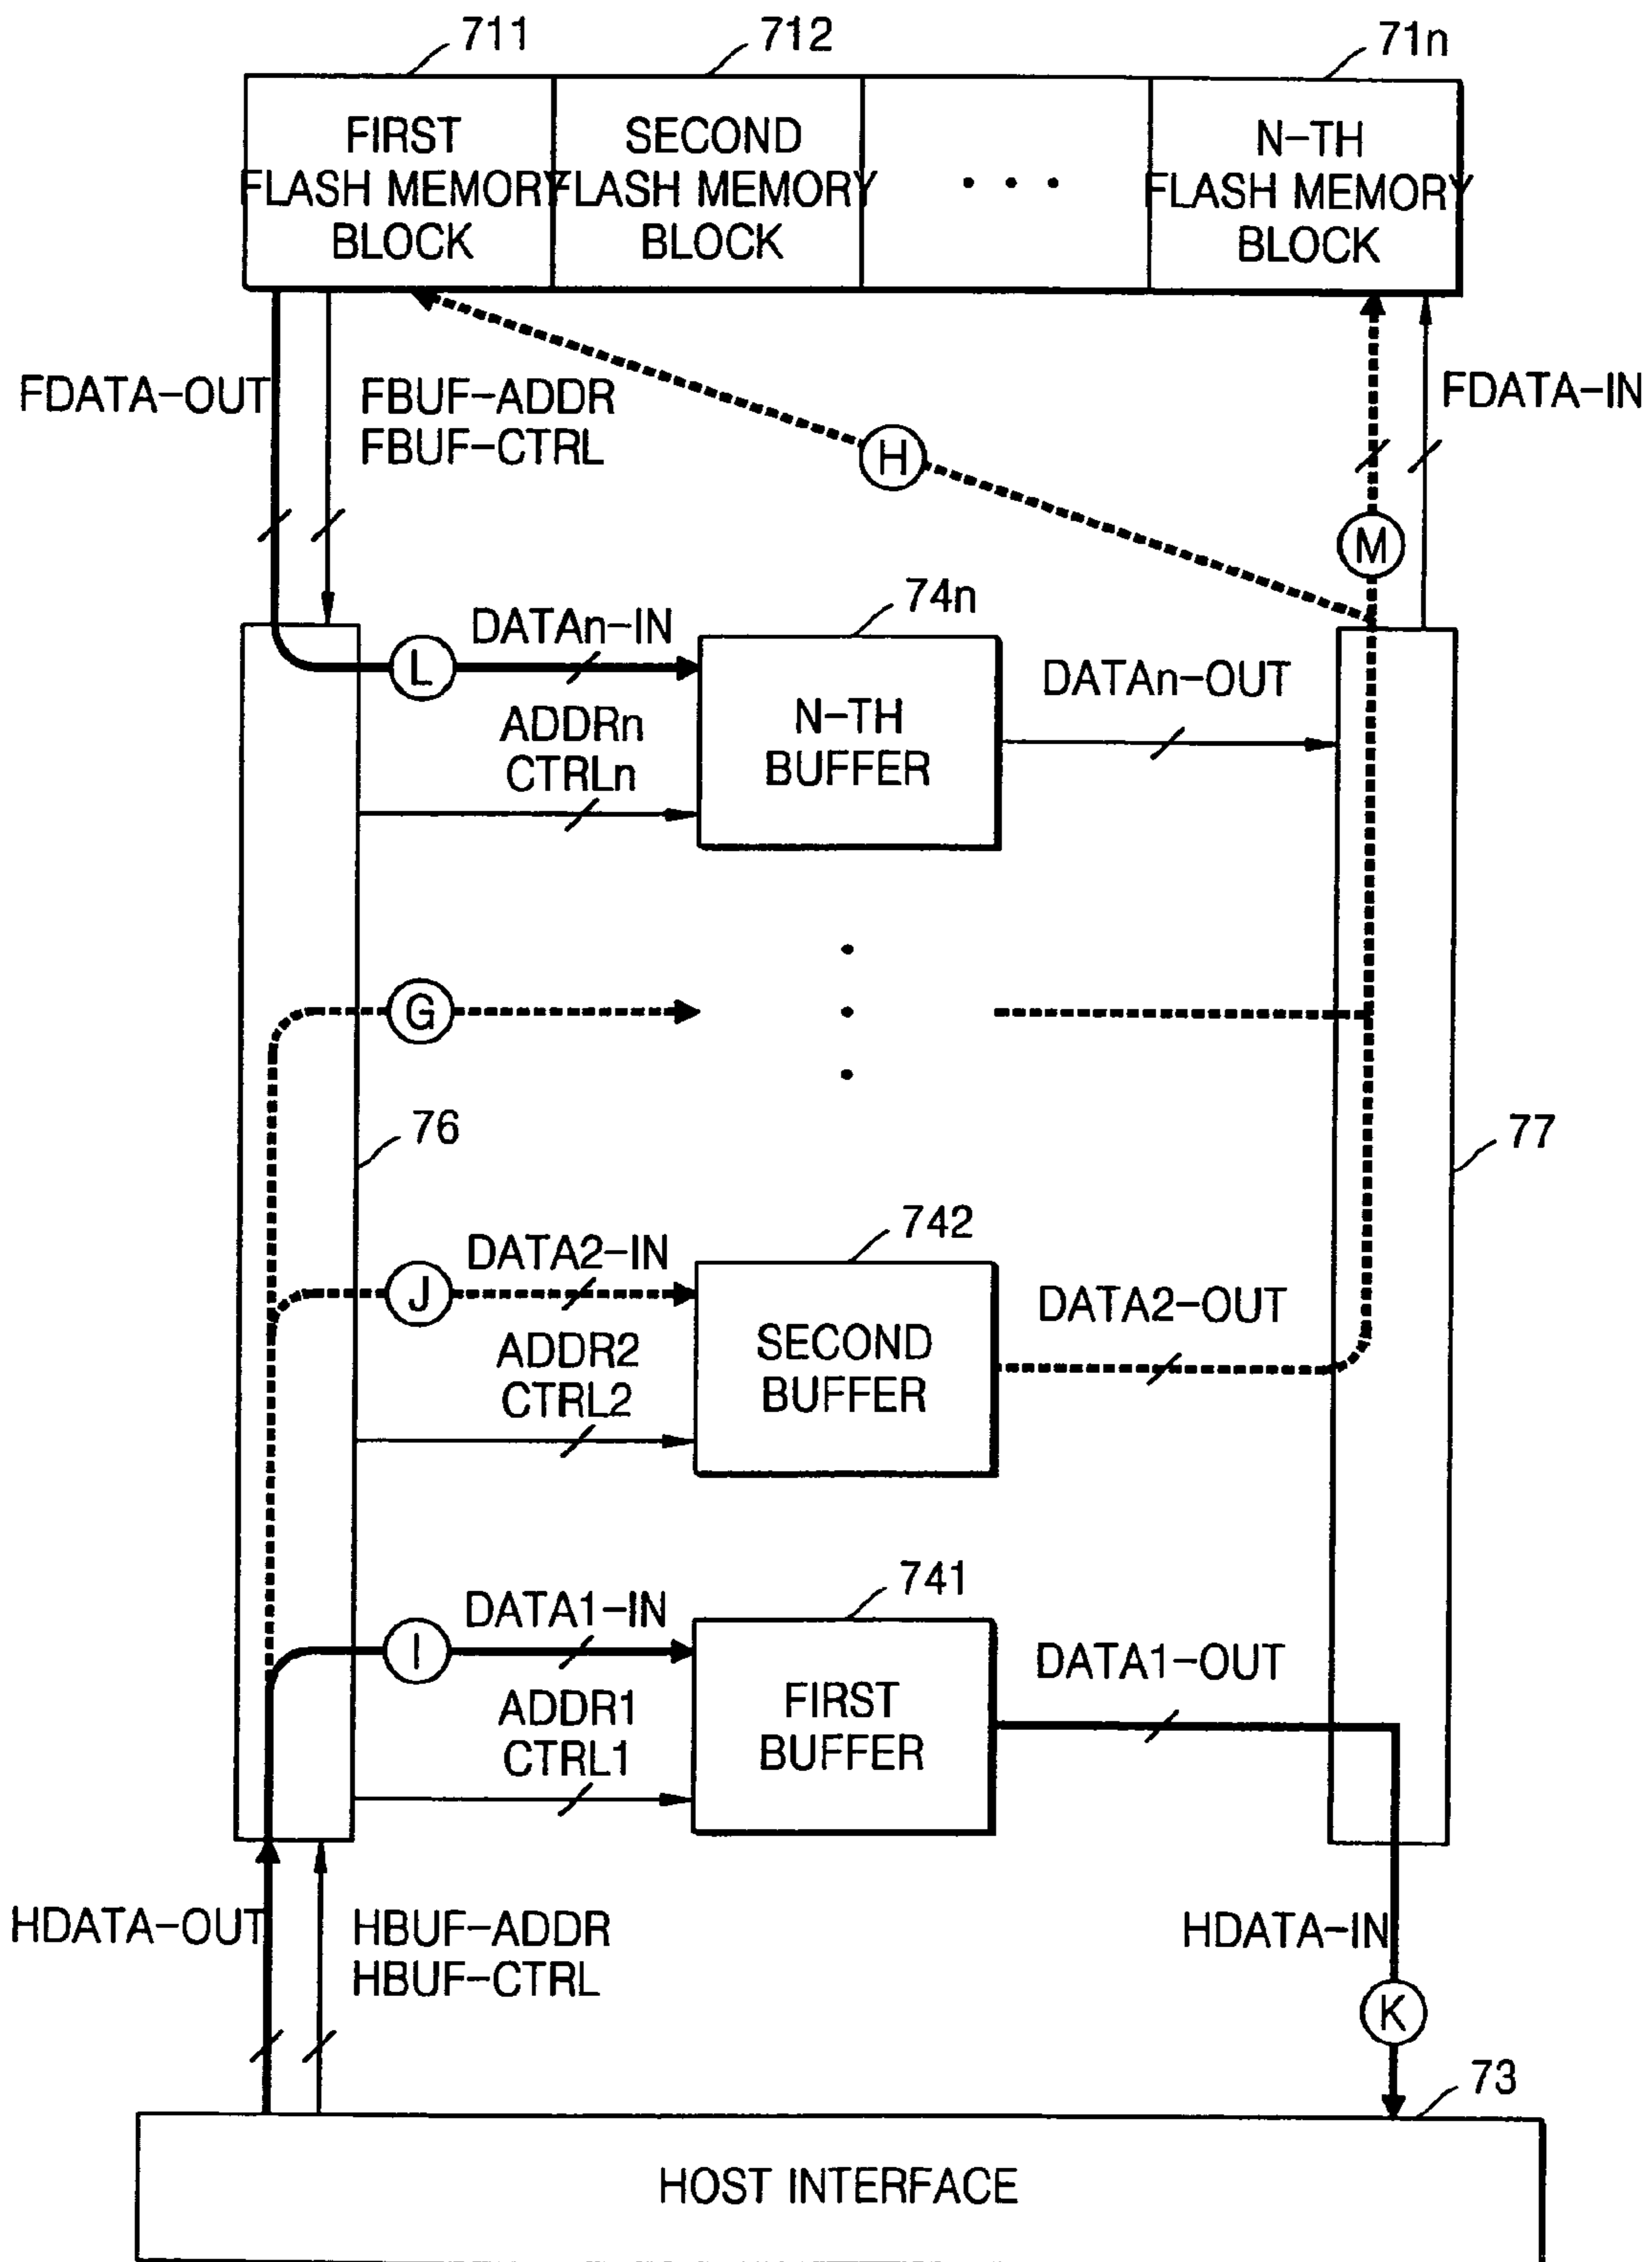 711
712
71n
FIRST
FLASH MEMORY
BLOCK
SECOND
FLASH MEMORY
BLOCK
. . .
N-TH
FLASH MEMORY
BLOCK
FDATA-OUT
FBUF-ADDR
FBUF-CTRL
H
M
FDATA-IN
L
DATAn-IN
ADDRn
CTRLn
74n
N-TH
BUFFER
DATAn-OUT
G
76
77
J
DATA2-IN
ADDR2
CTRL2
742
SECOND
BUFFER
DATA2-OUT
I
DATA1-IN
ADDR1
CTRL1
741
FIRST
BUFFER
DATA1-OUT
HDATA-OUT
HBUF-ADDR
HBUF-CTRL
HDATA-IN
K
73
HOST INTERFACE